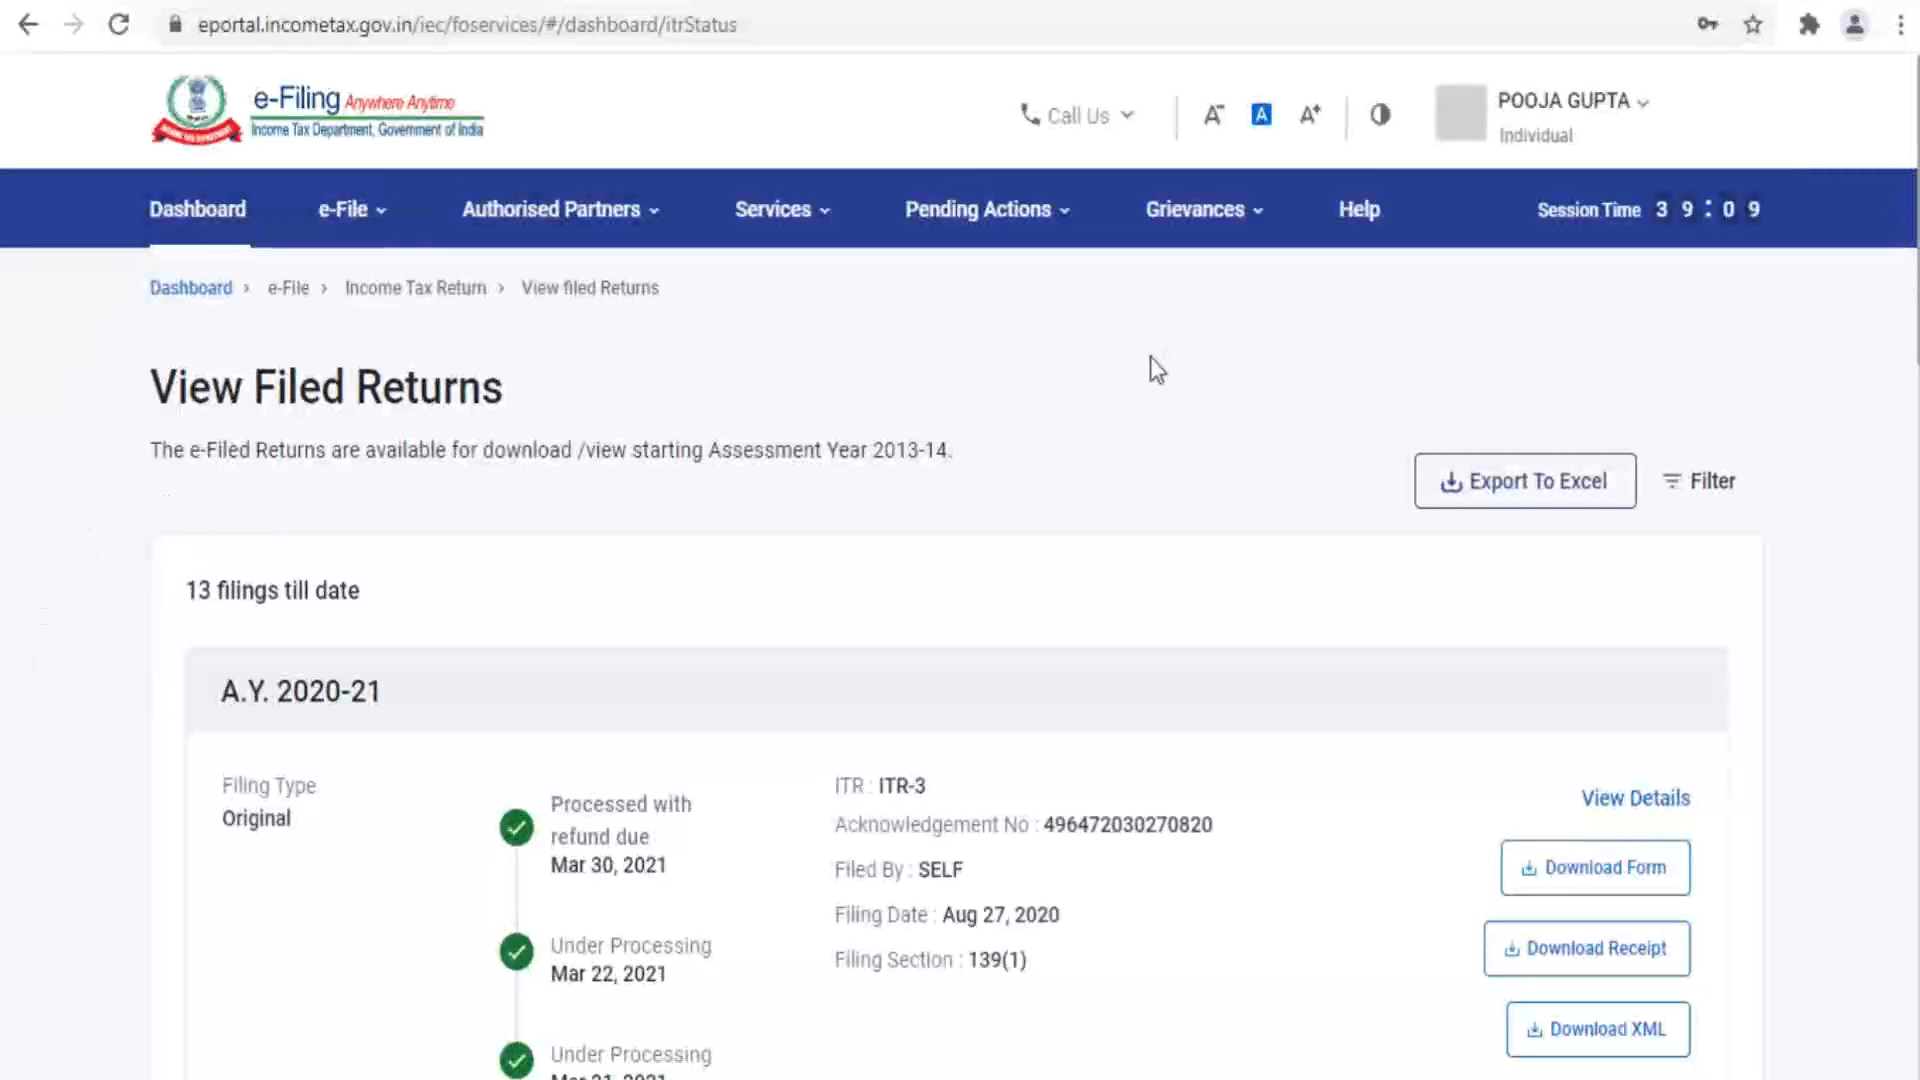 eportal.incometax.gov.in/iec/foservices/#/dashboard/itrStatus
e-Filing Anywhere Anytime
Income Tax Department, Government of India
Call Us
A-
A
A+
POOJA GUPTA
Individual
Dashboard e-File Authorised Partners Services Pending Actions Grievances Help Session Time 39:09
Dashboard › e-File › Income Tax Return › View filed Returns
View Filed Returns
The e-Filed Returns are available for download /view starting Assessment Year 2013-14.
Export To Excel
Filter
13 filings till date
A.Y. 2020-21
Filing Type
Original
Processed with
refund due
Mar 30, 2021
Under Processing
Mar 22, 2021
Under Processing
Mar 21, 2021
ITR : ITR-3
Acknowledgement No : 496472030270820
Filed By : SELF
Filing Date : Aug 27, 2020
Filing Section : 139(1)
View Details
Download Form
Download Receipt
Download XML